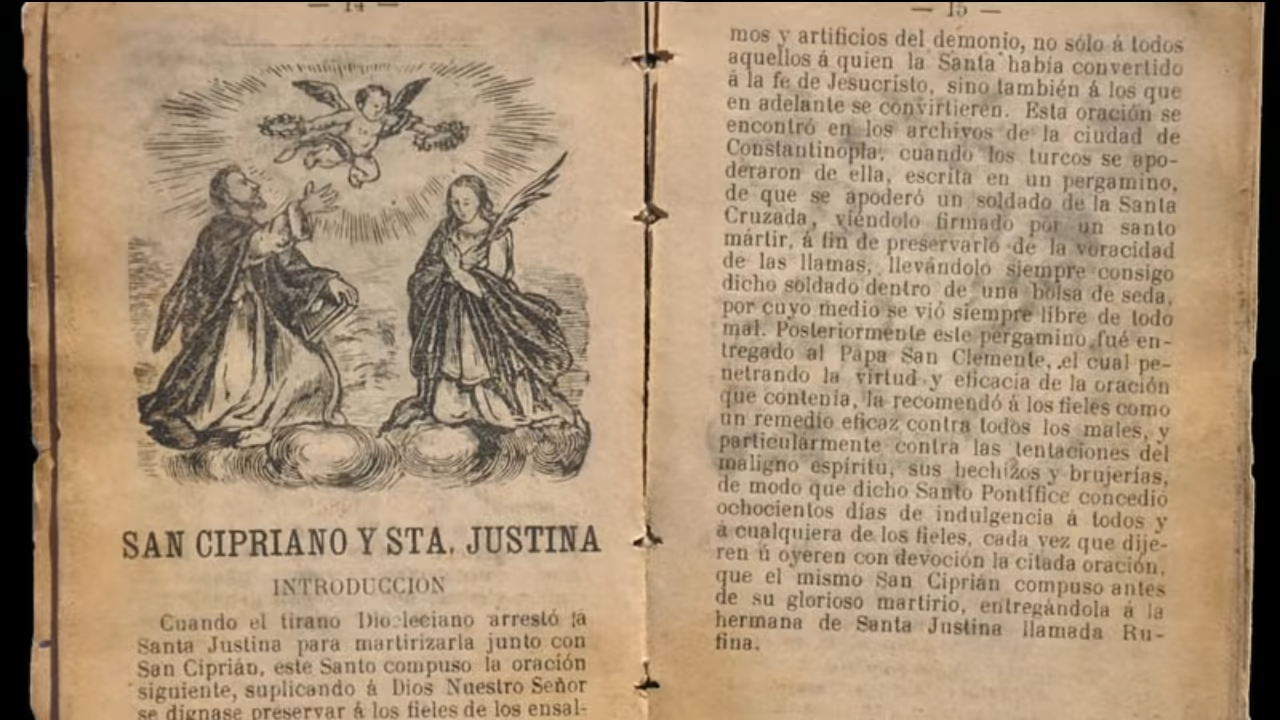 — 14 —
SAN CIPRIANO Y STA. JUSTINA
INTRODUCCIÓN
Cuando el tirano Diocleciano arrestó la
Santa Justina para martirizarla junto con
San Ciprián, este Santo compuso la oración
siguiente, suplicando á Dios Nuestro Señor
se dignase preservar á los fieles de los ensal-
— 15 —
mos y artificios del demonio, no sólo á todos
aquellos á quien la Santa había convertido
á la fe de Jesucristo, sino también á los que
en adelante se convirtieren. Esta oración se
encontró en los archivos de la ciudad de
Constantinopla, cuando los turcos se apo-
deraron de ella, escrita en un pergamino,
de que se apoderó un soldado de la Santa
Cruzada, viéndolo firmado por un santo
mártir, á fin de preservarlo de la voracidad
de las llamas, llevándolo siempre consigo
dicho soldado dentro de una bolsa de seda,
por cuyo medio se vió siempre libre de todo
mal. Posteriormente este pergamino fué en-
tregado al Papa San Clemente, el cual pe-
netrando la virtud y eficacia de la oración
que contenía, la recomendó á los fieles como
un remedio eficaz contra todos los males, y
particularmente contra las tentaciones del
maligno espíritu, sus hechizos y brujerías,
de modo que dicho Santo Pontífice concedió
ochocientos días de indulgencia á todos y
á cualquiera de los fieles, cada vez que dije-
ren ú oyeren con devoción la citada oración,
que el mismo San Ciprián compuso antes
de su glorioso martirio, entregándola á la
hermana de Santa Justina llamada Ru-
fina.